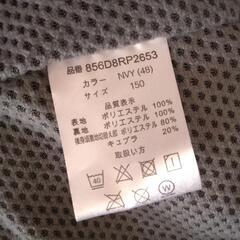 品番 856D8RP2653
カラー NVY (48)
サイズ 150
品質表示
表地 ポリエステル 100%
裏地 ポリエステル 100%
ポリエステル 80%
キュプラ 20%
取扱い方
40
W